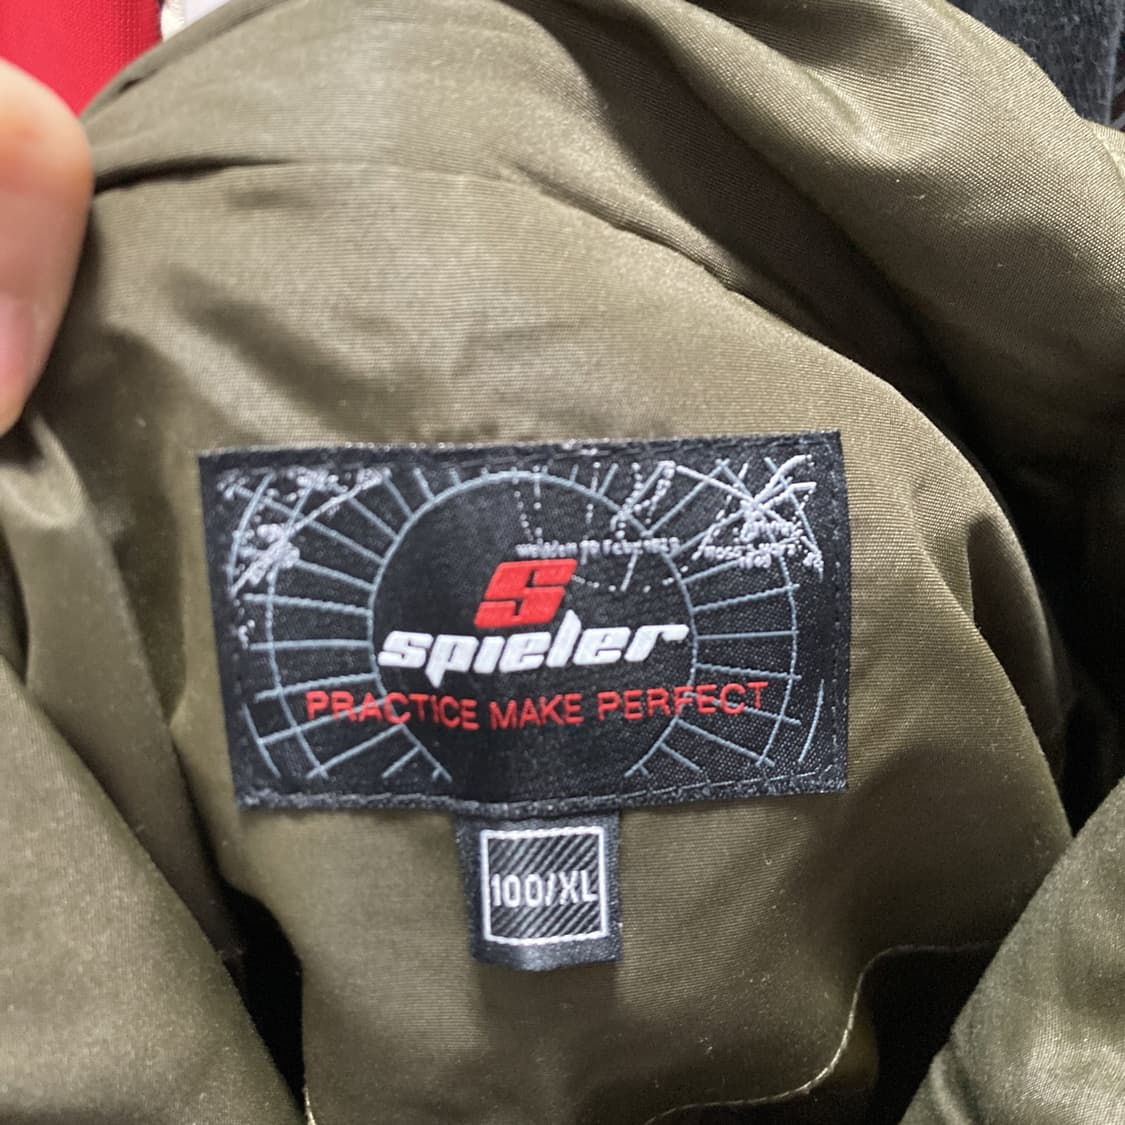 S
spieler
PRACTICE MAKE PERFECT
100/XL